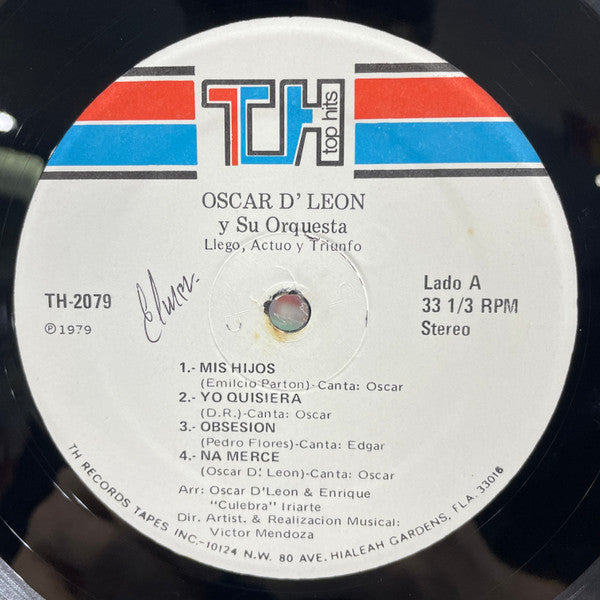 TH
top hits
OSCAR D' LEON
y Su Orquesta
Llego, Actuo y Triunfo
TH-2079
Ⓟ1979
Lado A
33 1/3 RPM
Stereo
1.- MIS HIJOS
(Emilcio Parton)-Canta: Oscar
2.- YO QUISIERA
(D.R.)-Canta: Oscar
3.- OBSESION
(Pedro Flores)-Canta: Edgar
4.- NA MERCE
(Oscar D'. Leon)-Canta: Oscar
Arr: Oscar D'Leon & Enrique
"Culebra" Iriarte
Dir. Artist. & Realizacion Musical:
Victor Mendoza
TH RECORDS TAPES INC.-10124 N.W. 80 AVE. HIALEAH GARDENS, FLA. 33016